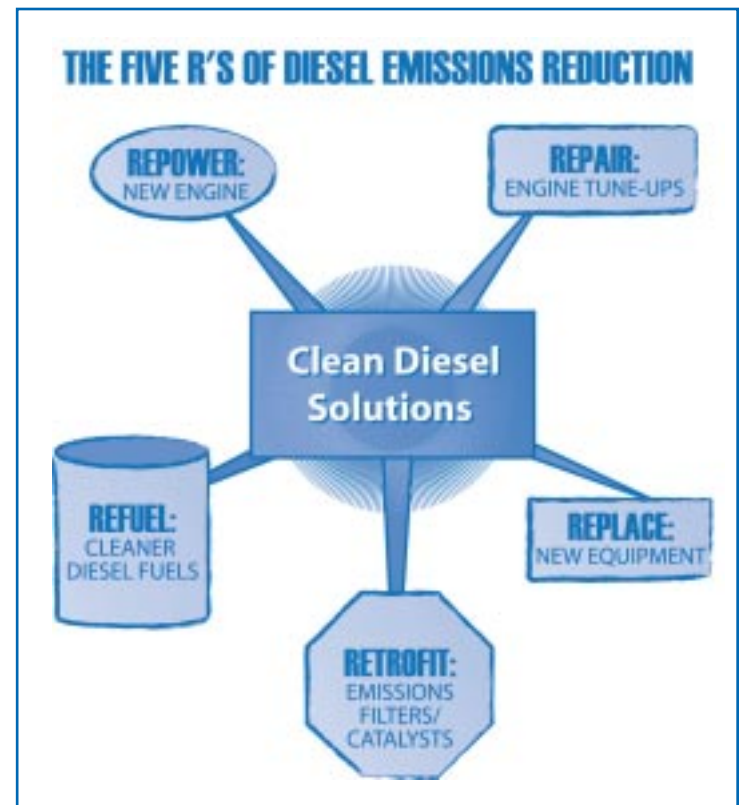 THE FIVE R'S OF DIESEL EMISSIONS REDUCTION
REPOWER:
NEW ENGINE
REPAIR:
ENGINE TUNE-UPS
Clean Diesel
Solutions
REFUEL:
CLEANER
DIESEL FUELS
REPLACE:
NEW EQUIPMENT
RETROFIT:
EMISSIONS
FILTERS/
CATALYSTS